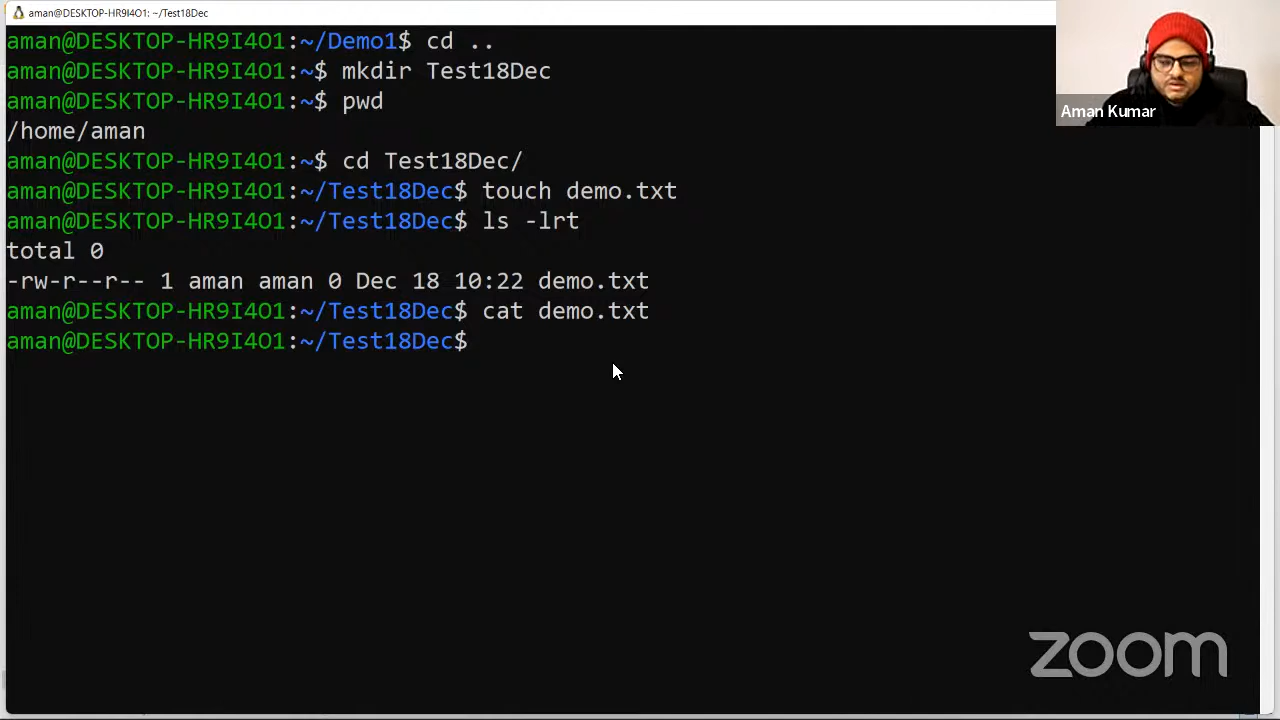 aman@DESKTOP-HR9I4O1: ~/Test18Dec
aman@DESKTOP-HR9I4O1:~/Demo1$ cd ..
aman@DESKTOP-HR9I4O1:~$ mkdir Test18Dec
aman@DESKTOP-HR9I4O1:~$ pwd
/home/aman
aman@DESKTOP-HR9I4O1:~$ cd Test18Dec/
aman@DESKTOP-HR9I4O1:~/Test18Dec$ touch demo.txt
aman@DESKTOP-HR9I4O1:~/Test18Dec$ ls -lrt
total 0
-rw-r--r-- 1 aman aman 0 Dec 18 10:22 demo.txt
aman@DESKTOP-HR9I4O1:~/Test18Dec$ cat demo.txt
aman@DESKTOP-HR9I4O1:~/Test18Dec$
Aman Kumar
zoom